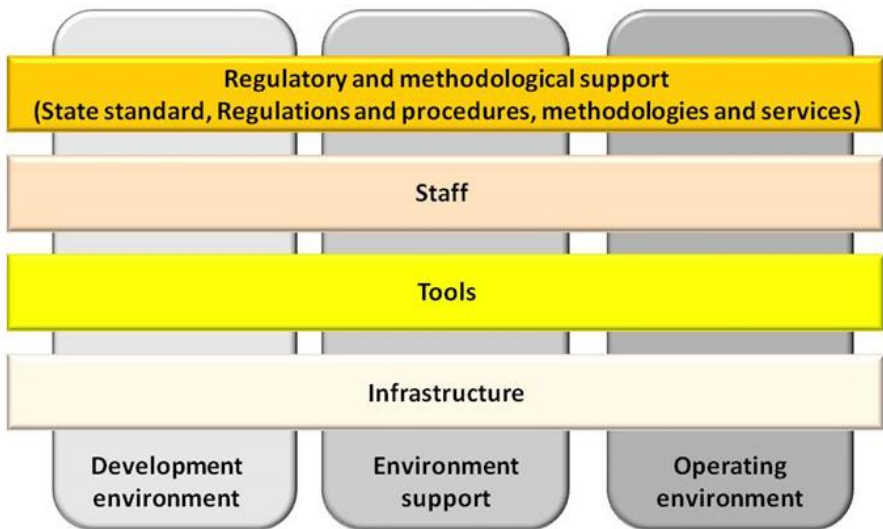 Regulatory and methodological support
(State standard, Regulations and procedures, methodologies and services)
Staff
Tools
Infrastructure
Development
environment
Environment
support
Operating
environment